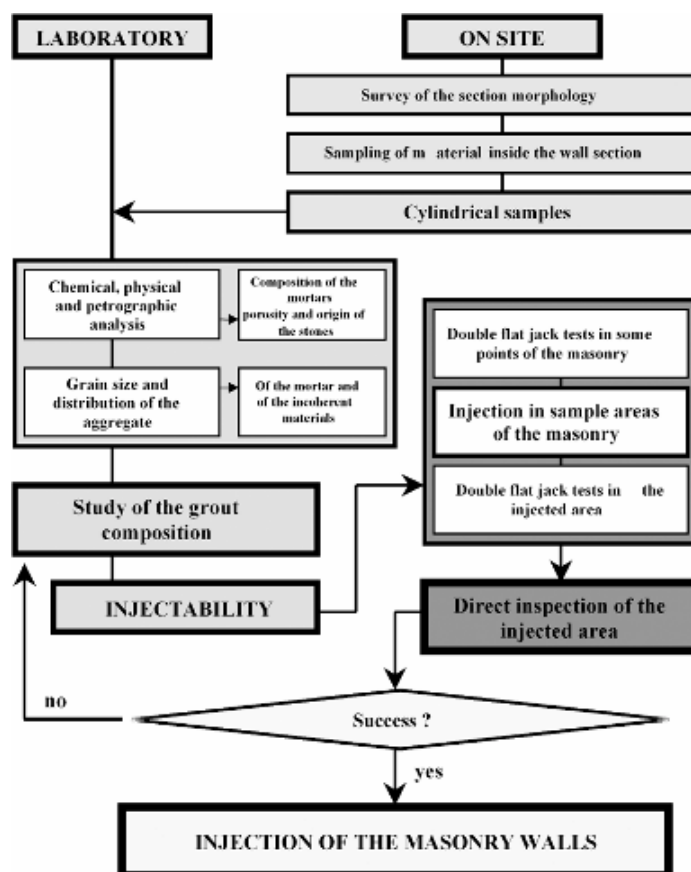 LABORATORY
ON SITE
Survey of the section morphology
Sampling of m aterial inside the wall section
Cylindrical samples
Chemical, physical
and petrographic
analysis
Composition of the
mortars
porosity and origin of
the stones
Grain size and
distribution of the
aggregate
Of the mortar and
of the incoherent
materials
Double flat jack tests in some
points of the masonry
Injection in sample areas
of the masonry
Double flat jack tests in the
injected area
Study of the grout
composition
INJECTABILITY
Direct inspection of the
injected area
no
Success ?
yes
INJECTION OF THE MASONRY WALLS